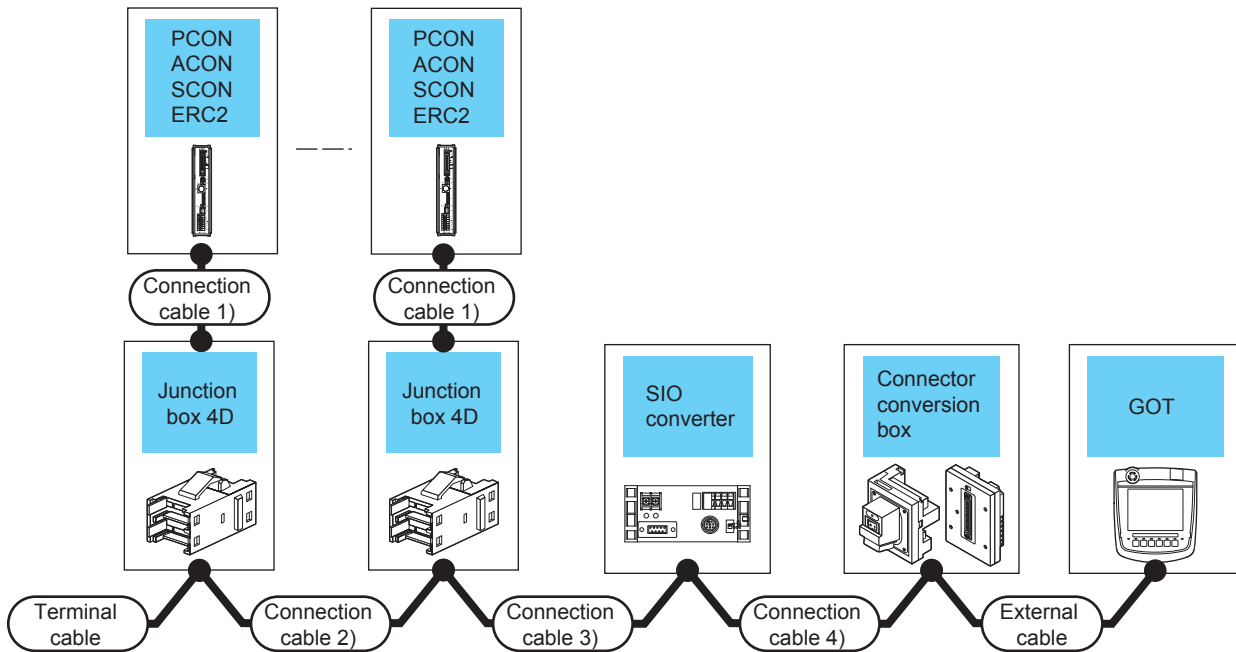 PCON
ACON
SCON
ERC2
PCON
ACON
SCON
ERC2
Connection
cable 1)
Connection
cable 1)
Junction
box 4D
Junction
box 4D
SIO
converter
Connector
conversion
box
GOT
Terminal
cable
Connection
cable 2)
Connection
cable 3)
Connection
cable 4)
External
cable